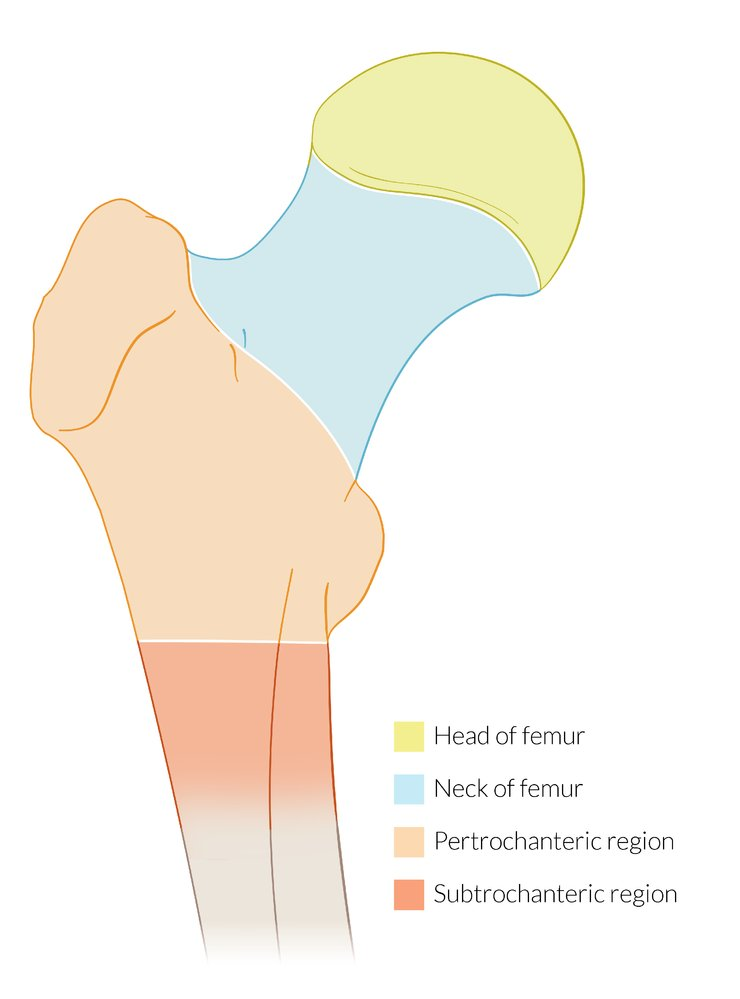 Head of femur
Neck of femur
Pertrochanteric region
Subtrochanteric region